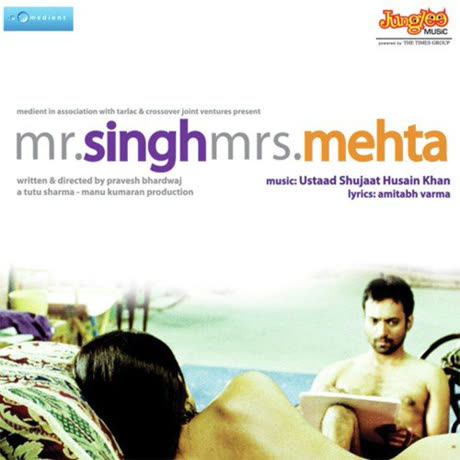 medient
Junglee
MUSIC
powered by THE TIMES GROUP
medient in association with tarlac & crossover joint ventures present
mr.singhmrs.mehta
written & directed by pravesh bhardwaj
a tutu sharma - manu kumaran production
music: Ustaad Shujaat Husain Khan
lyrics: amitabh varma